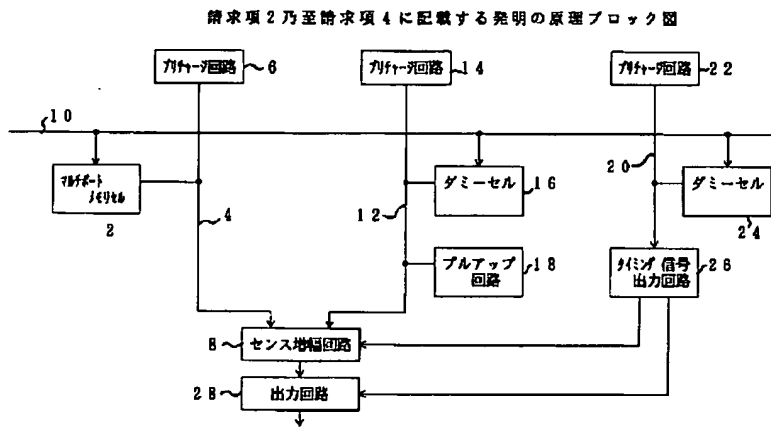 請求項2乃至請求項4に記載する発明の原理ブロック図
プリチャージ回路
6
プリチャージ回路
14
プリチャージ回路
22
10
マルチポート
メモリセル
2
4
12
ダミーセル
16
20
ダミーセル
24
プルアップ
回路
18
タイミング信号
出力回路
26
8
センス増幅回路
28
出力回路